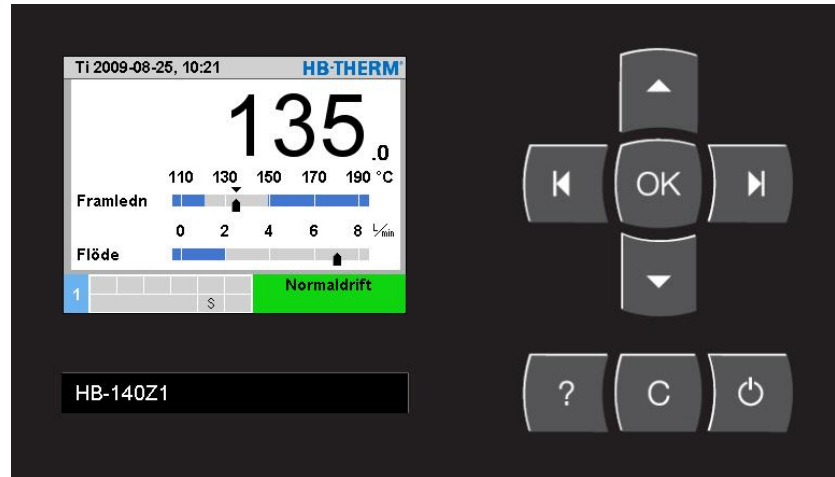 Ti 2009-08-25, 10:21 HB-THERM®
135.0
110 130 150 170 190 °C
Framledn
0 2 4 6 8 L/min
Flöde
1 S Normaldrift
OK
HB-140Z1
? C